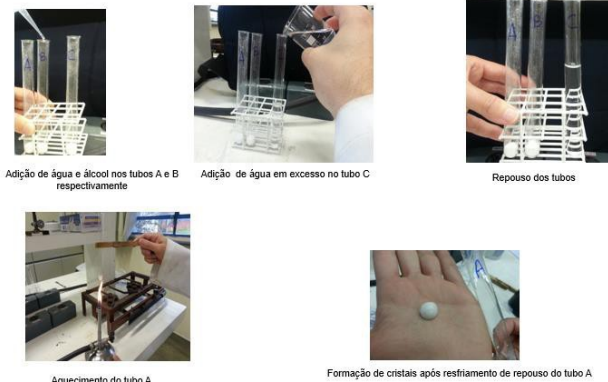 A
B
C
Adição de água e álcool nos tubos A e B
respectivamente
A
B
Adição  de água em excesso no tubo C
A
B
C
Repouso dos tubos
Aquecimento do tubo A
A
Formação de cristais após resfriamento de repouso do tubo A